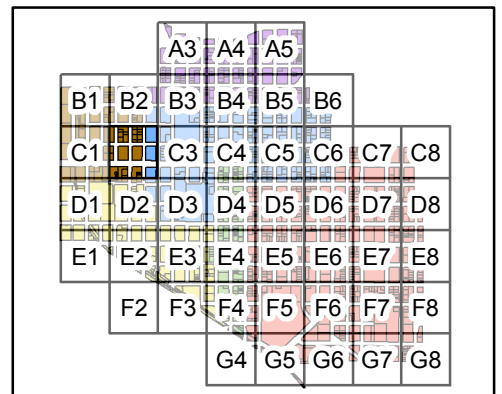 A3 A4 A5
B1 B2 B3 B4 B5 B6
C1 C3 C4 C5 C6 C7 C8
D1 D2 D3 D4 D5 D6 D7 D8
E1 E2 E3 E4 E5 E6 E7 E8
F2 F3 F4 F5 F6 F7 F8
G4 G5 G6 G7 G8